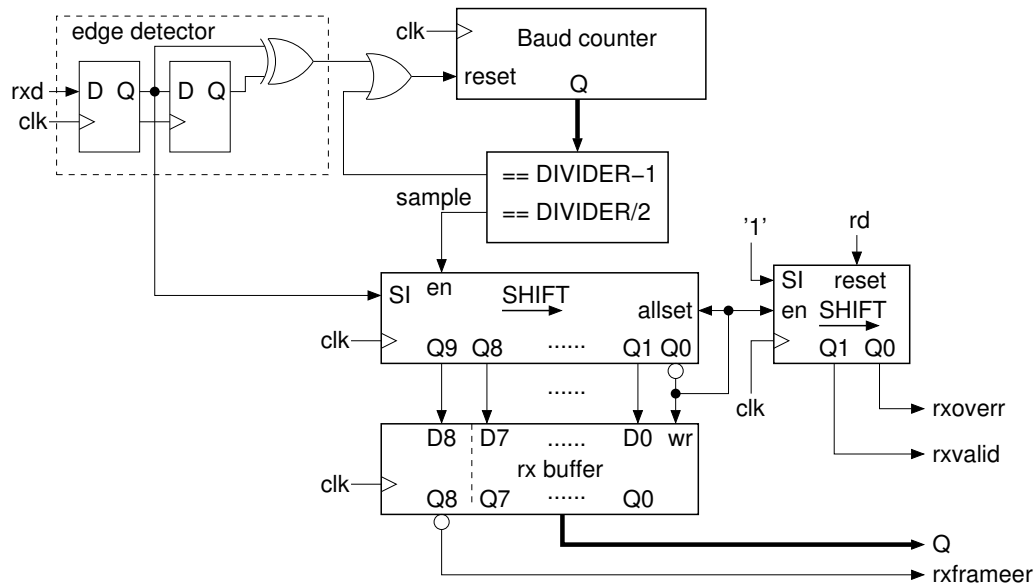 edge detector
clk
Baud counter
rxd
D Q
D Q
reset
clk
Q
== DIVIDER−1
sample
== DIVIDER/2
'1'
rd
en
SI
SHIFT
allset
SI
reset
en
SHIFT
clk
Q9 Q8 ...... Q1 Q0
Q1 Q0
clk
......
rxoverr
D8 D7 ...... D0 wr
rxvalid
rx buffer
clk
Q8 Q7 ...... Q0
Q
rxframeer